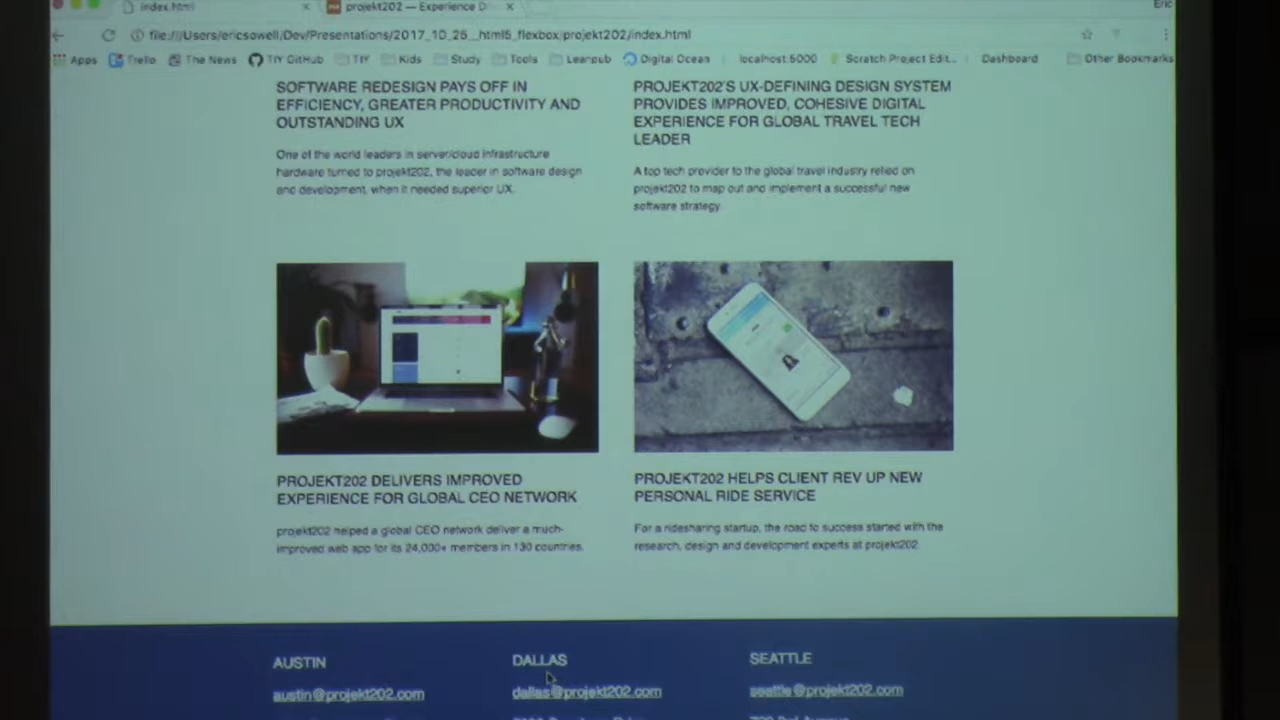 index.html
projekt202 — Experience D
Eric
file:///Users/ericsowell/Dev/Presentations/2017_10_25__html5_flexbox/projekt202/index.html
Apps Trello The News TIY GitHub TIY Kids Study Tools Leanpub Digital Ocean localhost:5000 Scratch Project Edit... Dashboard Other Bookmarks
SOFTWARE REDESIGN PAYS OFF IN
EFFICIENCY, GREATER PRODUCTIVITY AND
OUTSTANDING UX
One of the world leaders in server/cloud infrastructure
hardware turned to projekt202, the leader in software design
and development, when it needed superior UX.
PROJEKT202'S UX-DEFINING DESIGN SYSTEM
PROVIDES IMPROVED, COHESIVE DIGITAL
EXPERIENCE FOR GLOBAL TRAVEL TECH
LEADER
A top tech provider to the global travel industry relied on
projekt202 to map out and implement a successful new
software strategy.
PROJEKT202 DELIVERS IMPROVED
EXPERIENCE FOR GLOBAL CEO NETWORK
projekt202 helped a global CEO network deliver a much-
improved web app for its 24,000+ members in 130 countries.
PROJEKT202 HELPS CLIENT REV UP NEW
PERSONAL RIDE SERVICE
For a ridesharing startup, the road to success started with the
research, design and development experts at projekt202.
AUSTIN
austin@projekt202.com
DALLAS
dallas@projekt202.com
SEATTLE
seattle@projekt202.com